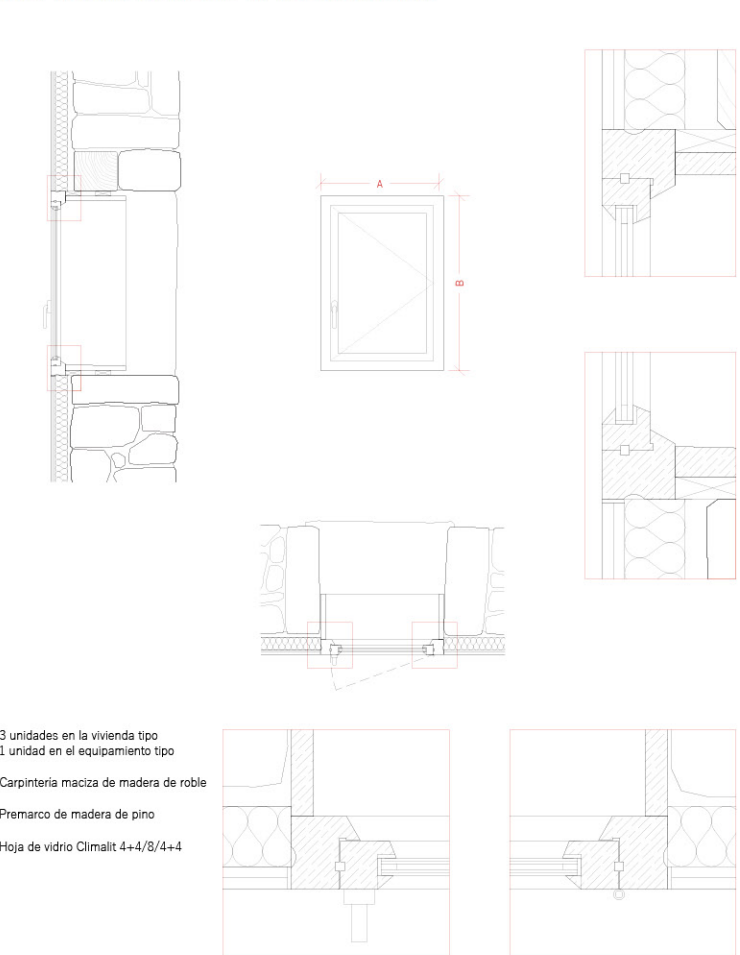 A
B
3 unidades en la vivienda tipo
1 unidad en el equipamiento tipo
Carpintería maciza de madera de roble
Premarco de madera de pino
Hoja de vidrio Climalit 4+4/8/4+4